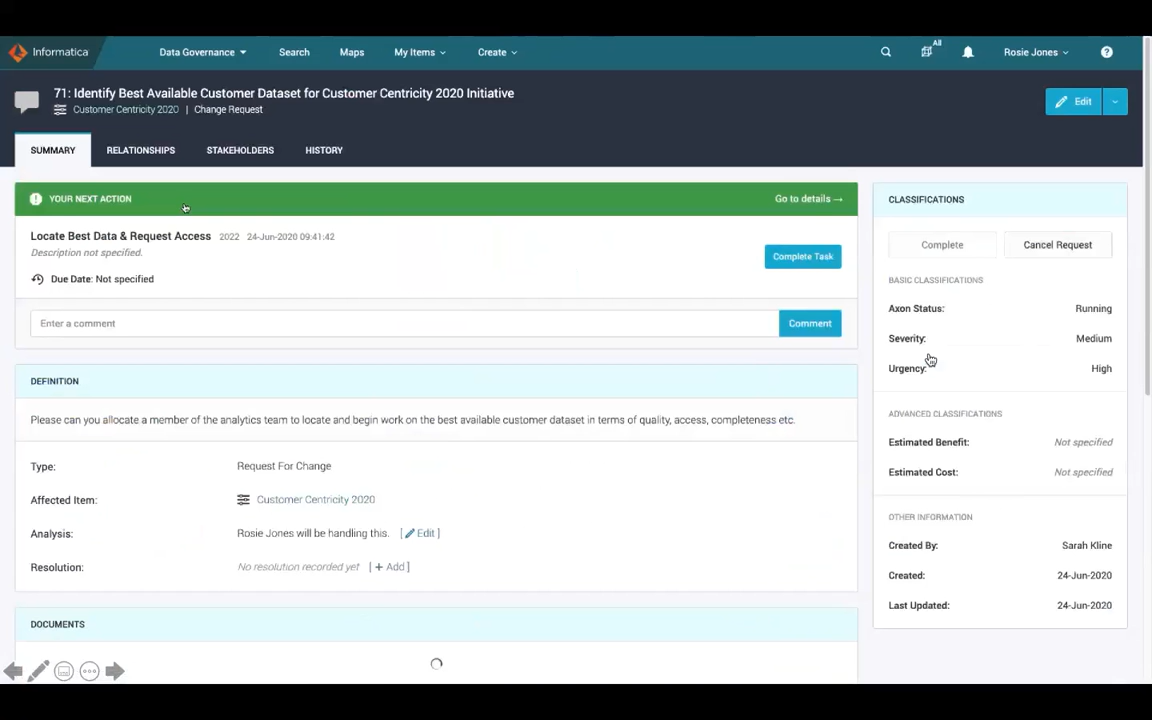 Informatica Data Governance Search Maps My Items Create All Rosie Jones ?
71: Identify Best Available Customer Dataset for Customer Centricity 2020 Initiative
Customer Centricity 2020 | Change Request
Edit
SUMMARY RELATIONSHIPS STAKEHOLDERS HISTORY
YOUR NEXT ACTION Go to details →
Locate Best Data & Request Access 2022 24-Jun-2020 09:41:42
Description not specified.
Complete Task
Due Date: Not specified
Enter a comment Comment
DEFINITION
Please can you allocate a member of the analytics team to locate and begin work on the best available customer dataset in terms of quality, access, completeness etc.
Type: Request For Change
Affected Item: Customer Centricity 2020
Analysis: Rosie Jones will be handling this. [ Edit ]
Resolution: No resolution recorded yet [ + Add ]
DOCUMENTS
CLASSIFICATIONS
Complete Cancel Request
BASIC CLASSIFICATIONS
Axon Status: Running
Severity: Medium
Urgency: High
ADVANCED CLASSIFICATIONS
Estimated Benefit: Not specified
Estimated Cost: Not specified
OTHER INFORMATION
Created By: Sarah Kline
Created: 24-Jun-2020
Last Updated: 24-Jun-2020